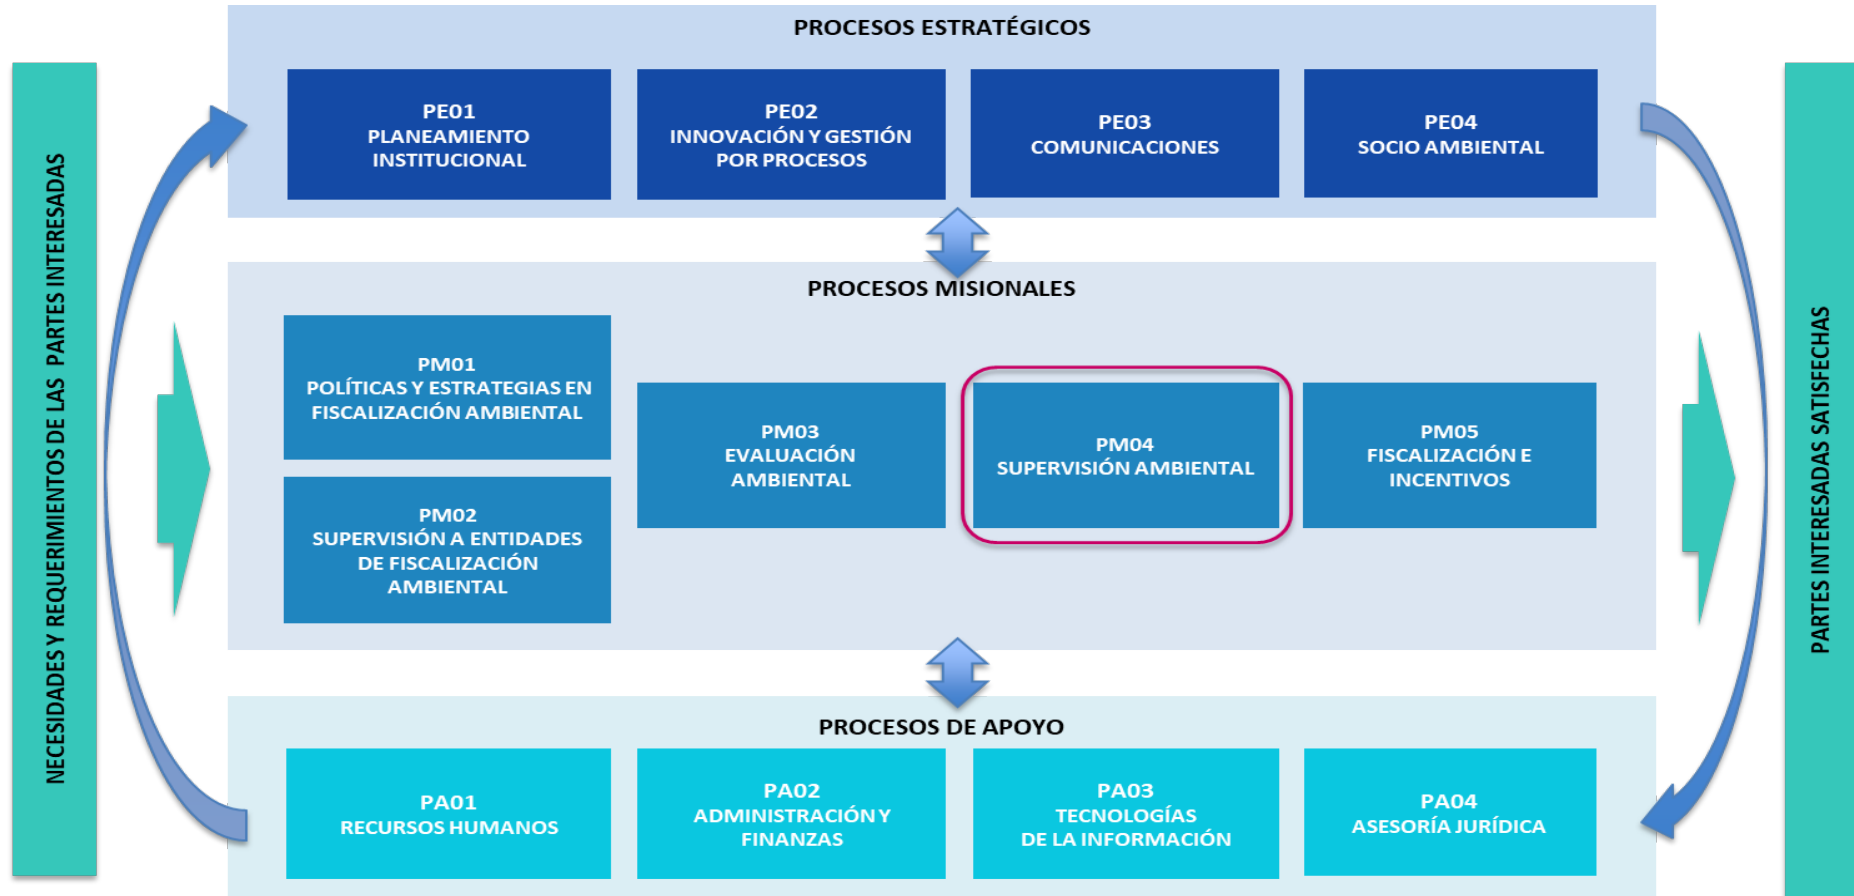 NECESIDADES Y REQUERIMIENTOS DE LAS PARTES INTERESADAS
PROCESOS ESTRATÉGICOS
PE01
PLANEAMIENTO
INSTITUCIONAL
PE02
INNOVACIÓN Y GESTIÓN
POR PROCESOS
PE03
COMUNICACIONES
PE04
SOCIO AMBIENTAL
PROCESOS MISIONALES
PM01
POLÍTICAS Y ESTRATEGIAS EN
FISCALIZACIÓN AMBIENTAL
PM02
SUPERVISIÓN A ENTIDADES
DE FISCALIZACIÓN
AMBIENTAL
PM03
EVALUACIÓN
AMBIENTAL
PM04
SUPERVISIÓN AMBIENTAL
PM05
FISCALIZACIÓN E
INCENTIVOS
PROCESOS DE APOYO
PA01
RECURSOS HUMANOS
PA02
ADMINISTRACIÓN Y
FINANZAS
PA03
TECNOLOGÍAS
DE LA INFORMACIÓN
PA04
ASESORÍA JURÍDICA
PARTES INTERESADAS SATISFECHAS